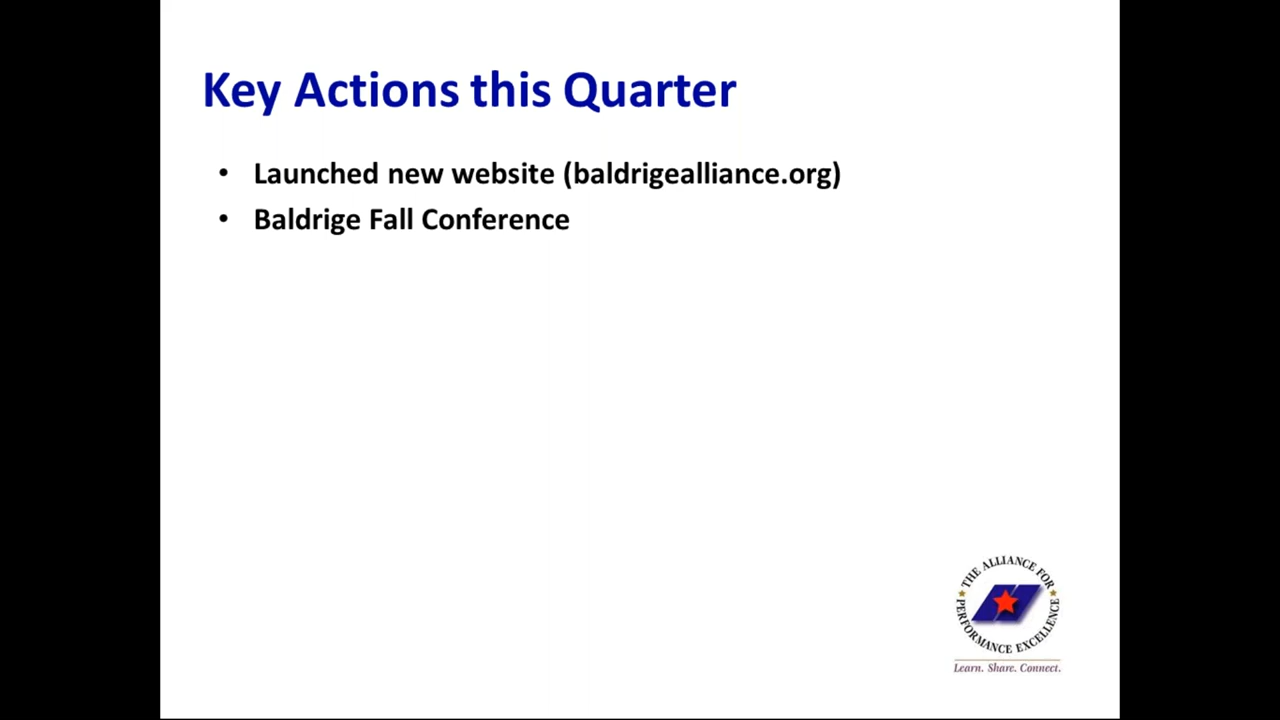 Key Actions this Quarter
• Launched new website (baldrigealliance.org)
• Baldrige Fall Conference
THE ALLIANCE FOR
PERFORMANCE EXCELLENCE
Learn. Share. Connect.